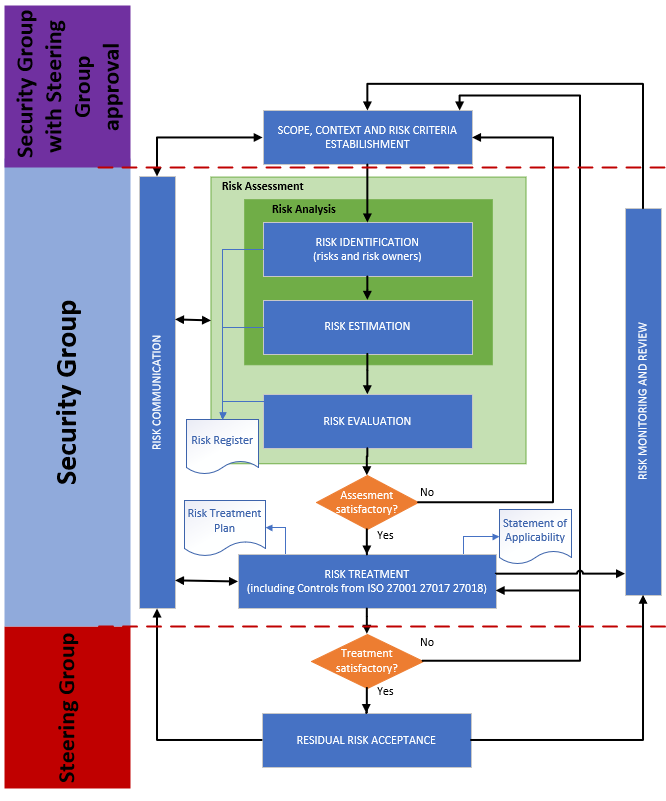 Security Group
with Steering
Group
approval
SCOPE, CONTEXT AND RISK CRITERIA
ESTABILISHMENT
Risk Assessment
Risk Analysis
RISK IDENTIFICATION
(risks and risk owners)
RISK ESTIMATION
RISK EVALUATION
Risk Register
Security Group
RISK COMMUNICATION
RISK MONITORING AND REVIEW
Assesment
satisfactory?
No
Yes
Risk Treatment
Plan
Statement of
Applicability
RISK TREATMENT
(including Controls from ISO 27001 27017 27018)
Steering Group
Treatment
satisfactory?
No
Yes
RESIDUAL RISK ACCEPTANCE